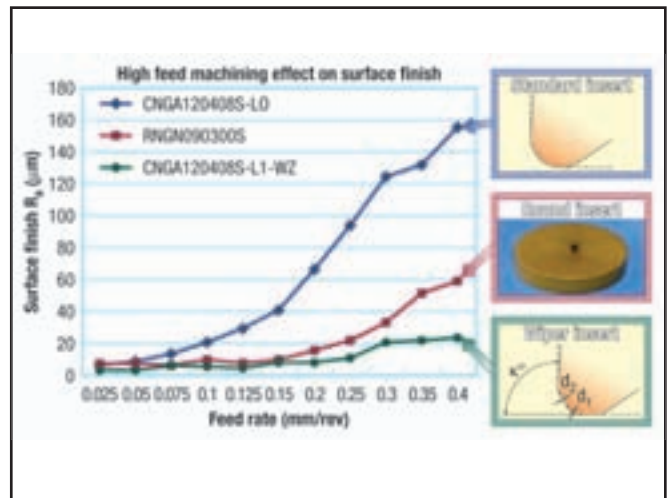 High feed machining effect on surface finish
180
160
140
120
100
80
60
40
20
0
Surface finish Ra (μm)
CNGA120408S-LO
RNGN090300S
CNGA120408S-L1-WZ
0.025 0.05 0.075 0.1 0.125 0.15 0.2 0.25 0.3 0.35 0.4
Feed rate (mm/rev)
Standard insert
Round insert
Wiper insert
d2
d1